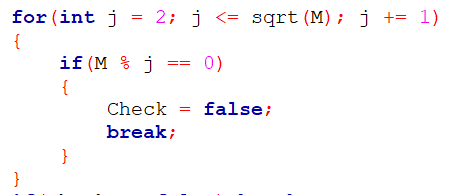 for(int j = 2; j <= sqrt(M); j += 1)
{
    if(M % j == 0)
    {
        Check = false;
        break;
    }
}